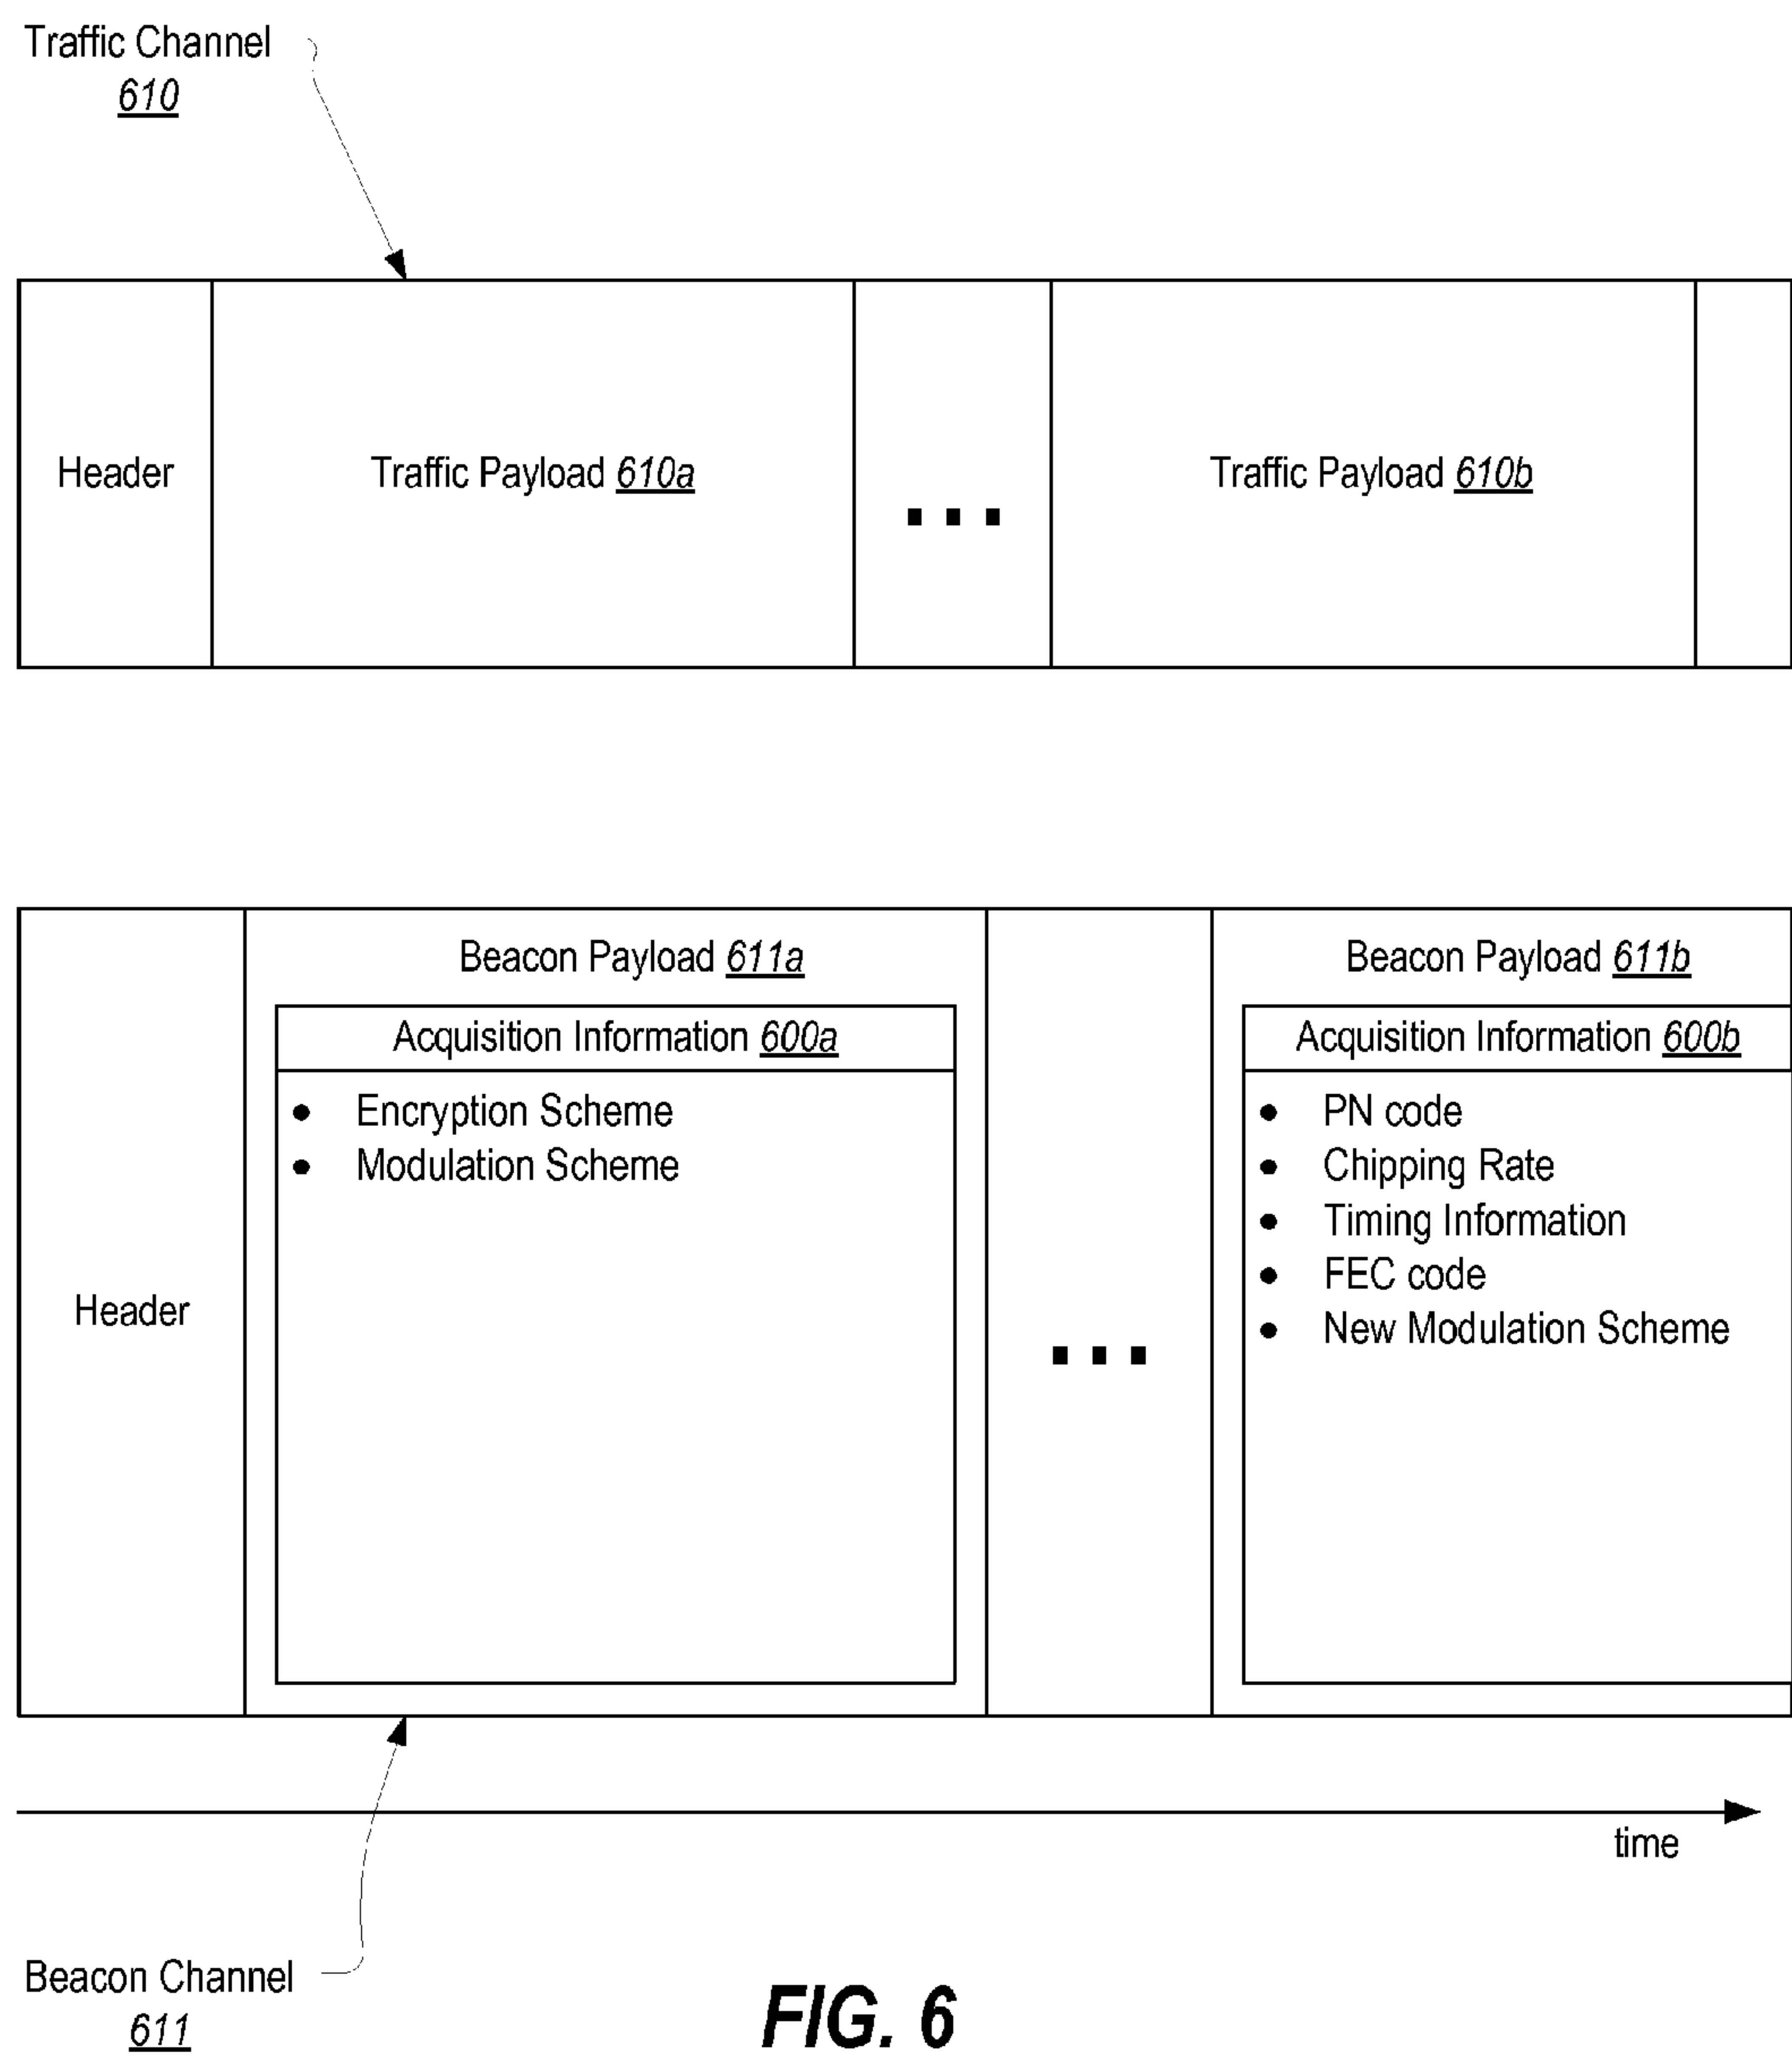 Traffic Channel
610
Header
Traffic Payload 610a
...
Traffic Payload 610b
Beacon Payload 611a
Beacon Payload 611b
Acquisition Information 600a
Acquisition Information 600b
• Encryption Scheme
• Modulation Scheme
• PN code
• Chipping Rate
• Timing Information
• FEC code
• New Modulation Scheme
Header
...
time
Beacon Channel
611
FIG. 6